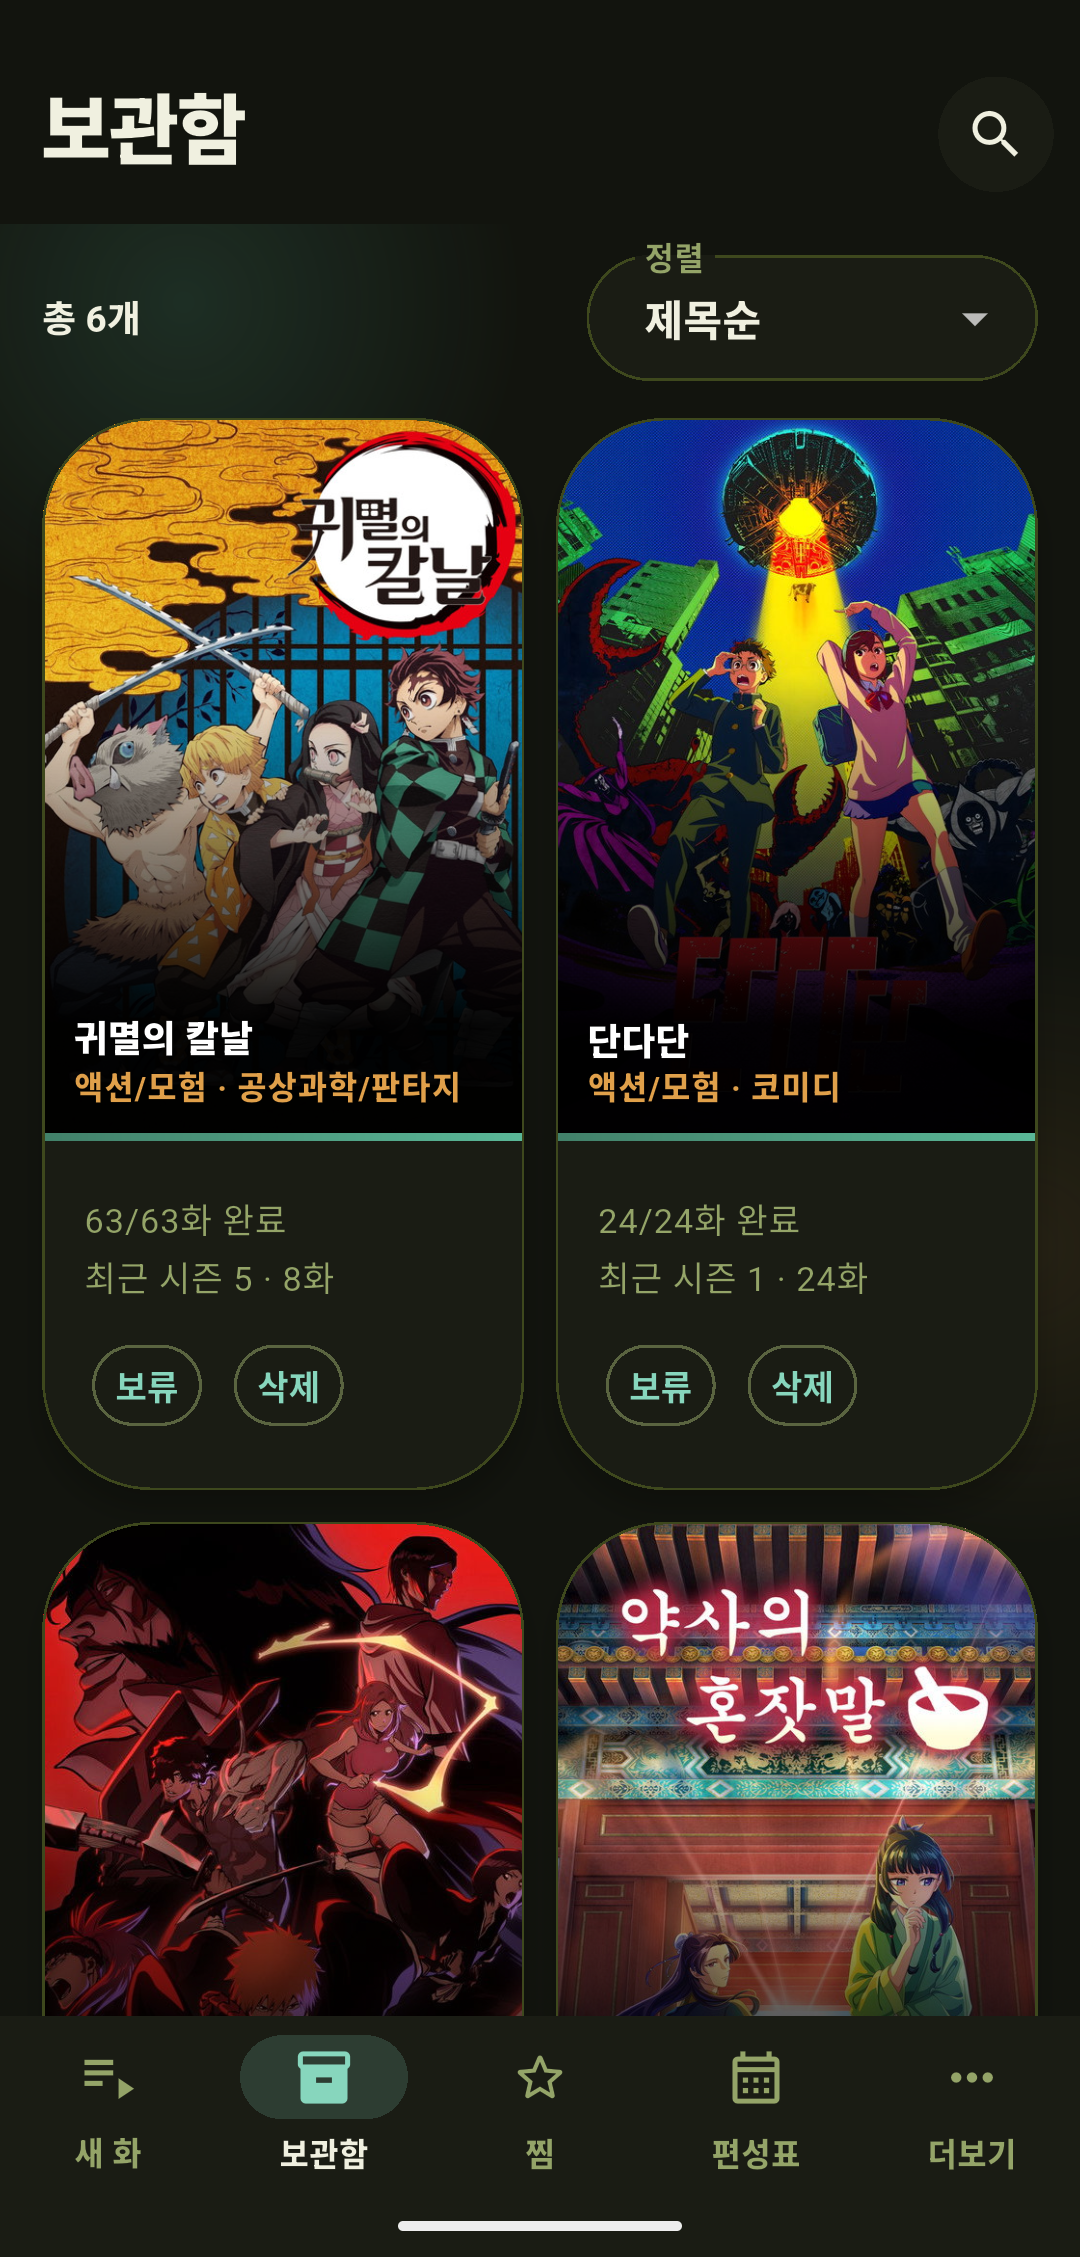 보관함
총 6개
정렬
제목순
귀멸의
칼날
귀멸의 칼날
액션/모험 · 공상과학/판타지
63/63화 완료
최근 시즌 5 · 8화
보류
삭제
단다단
액션/모험 · 코미디
24/24화 완료
최근 시즌 1 · 24화
보류
삭제
약사의
혼잣말
새 화
보관함
찜
편성표
더보기